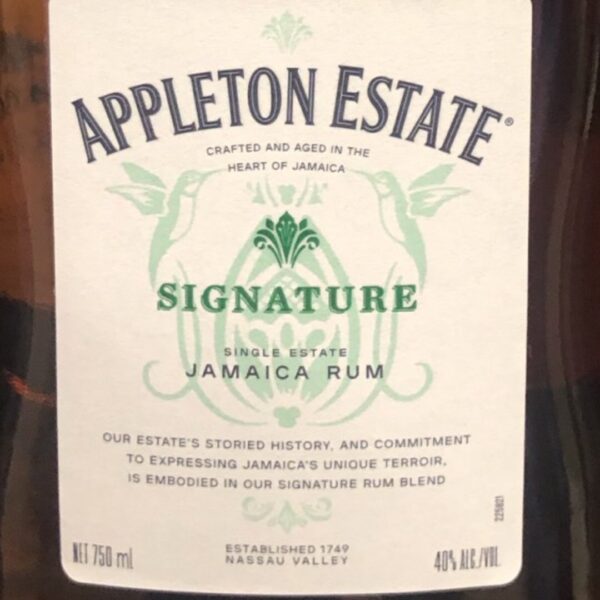 APPLETON ESTATE®
CRAFTED AND AGED IN THE
HEART OF JAMAICA
SIGNATURE
SINGLE ESTATE
JAMAICA RUM
OUR ESTATE'S STORIED HISTORY, AND COMMITMENT
TO EXPRESSING JAMAICA'S UNIQUE TERROIR,
IS EMBODIED IN OUR SIGNATURE RUM BLEND
NET 750 ml
ESTABLISHED 1749
NASSAU VALLEY
40% ALC./VOL.